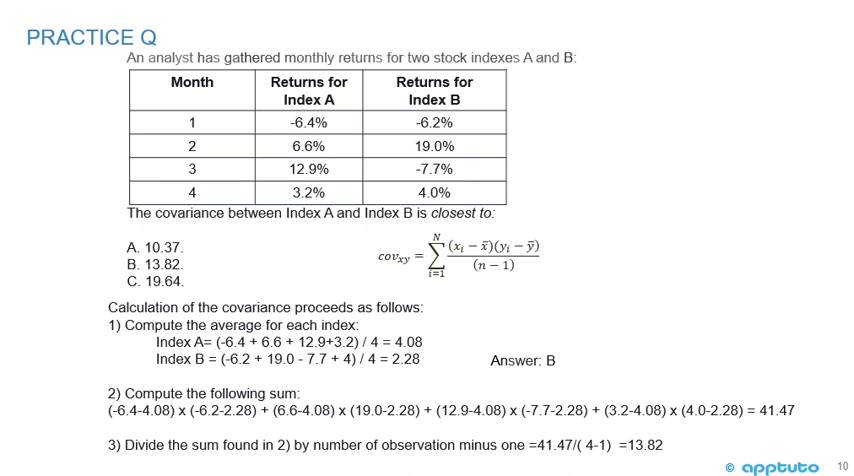 PRACTICE Q
An analyst has gathered monthly returns for two stock indexes A and B:
Month Returns for Index A Returns for Index B
1 -6.4% -6.2%
2 6.6% 19.0%
3 12.9% -7.7%
4 3.2% 4.0%
The covariance between Index A and Index B is closest to:
A. 10.37.
B. 13.82.
C. 19.64.
cov_xy = ∑_{i=1}^{N} (x_i − x̄)(y_i − ȳ) / (n − 1)
Calculation of the covariance proceeds as follows:
1) Compute the average for each index:
Index A= (-6.4 + 6.6 + 12.9+3.2) / 4 = 4.08
Index B = (-6.2 + 19.0 - 7.7 + 4) / 4 = 2.28
Answer: B
2) Compute the following sum:
(-6.4-4.08) x (-6.2-2.28) + (6.6-4.08) x (19.0-2.28) + (12.9-4.08) x (-7.7-2.28) + (3.2-4.08) x (4.0-2.28) = 41.47
3) Divide the sum found in 2) by number of observation minus one =41.47/( 4-1) =13.82
© apptuto 10